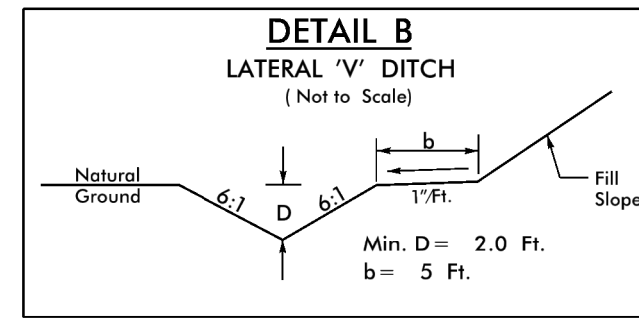 DETAIL B
LATERAL 'V' DITCH
( Not to Scale)
b
Natural
Ground
6:1
D
6:1
1"/Ft.
Fill
Slope
Min. D = 2.0 Ft.
b = 5 Ft.